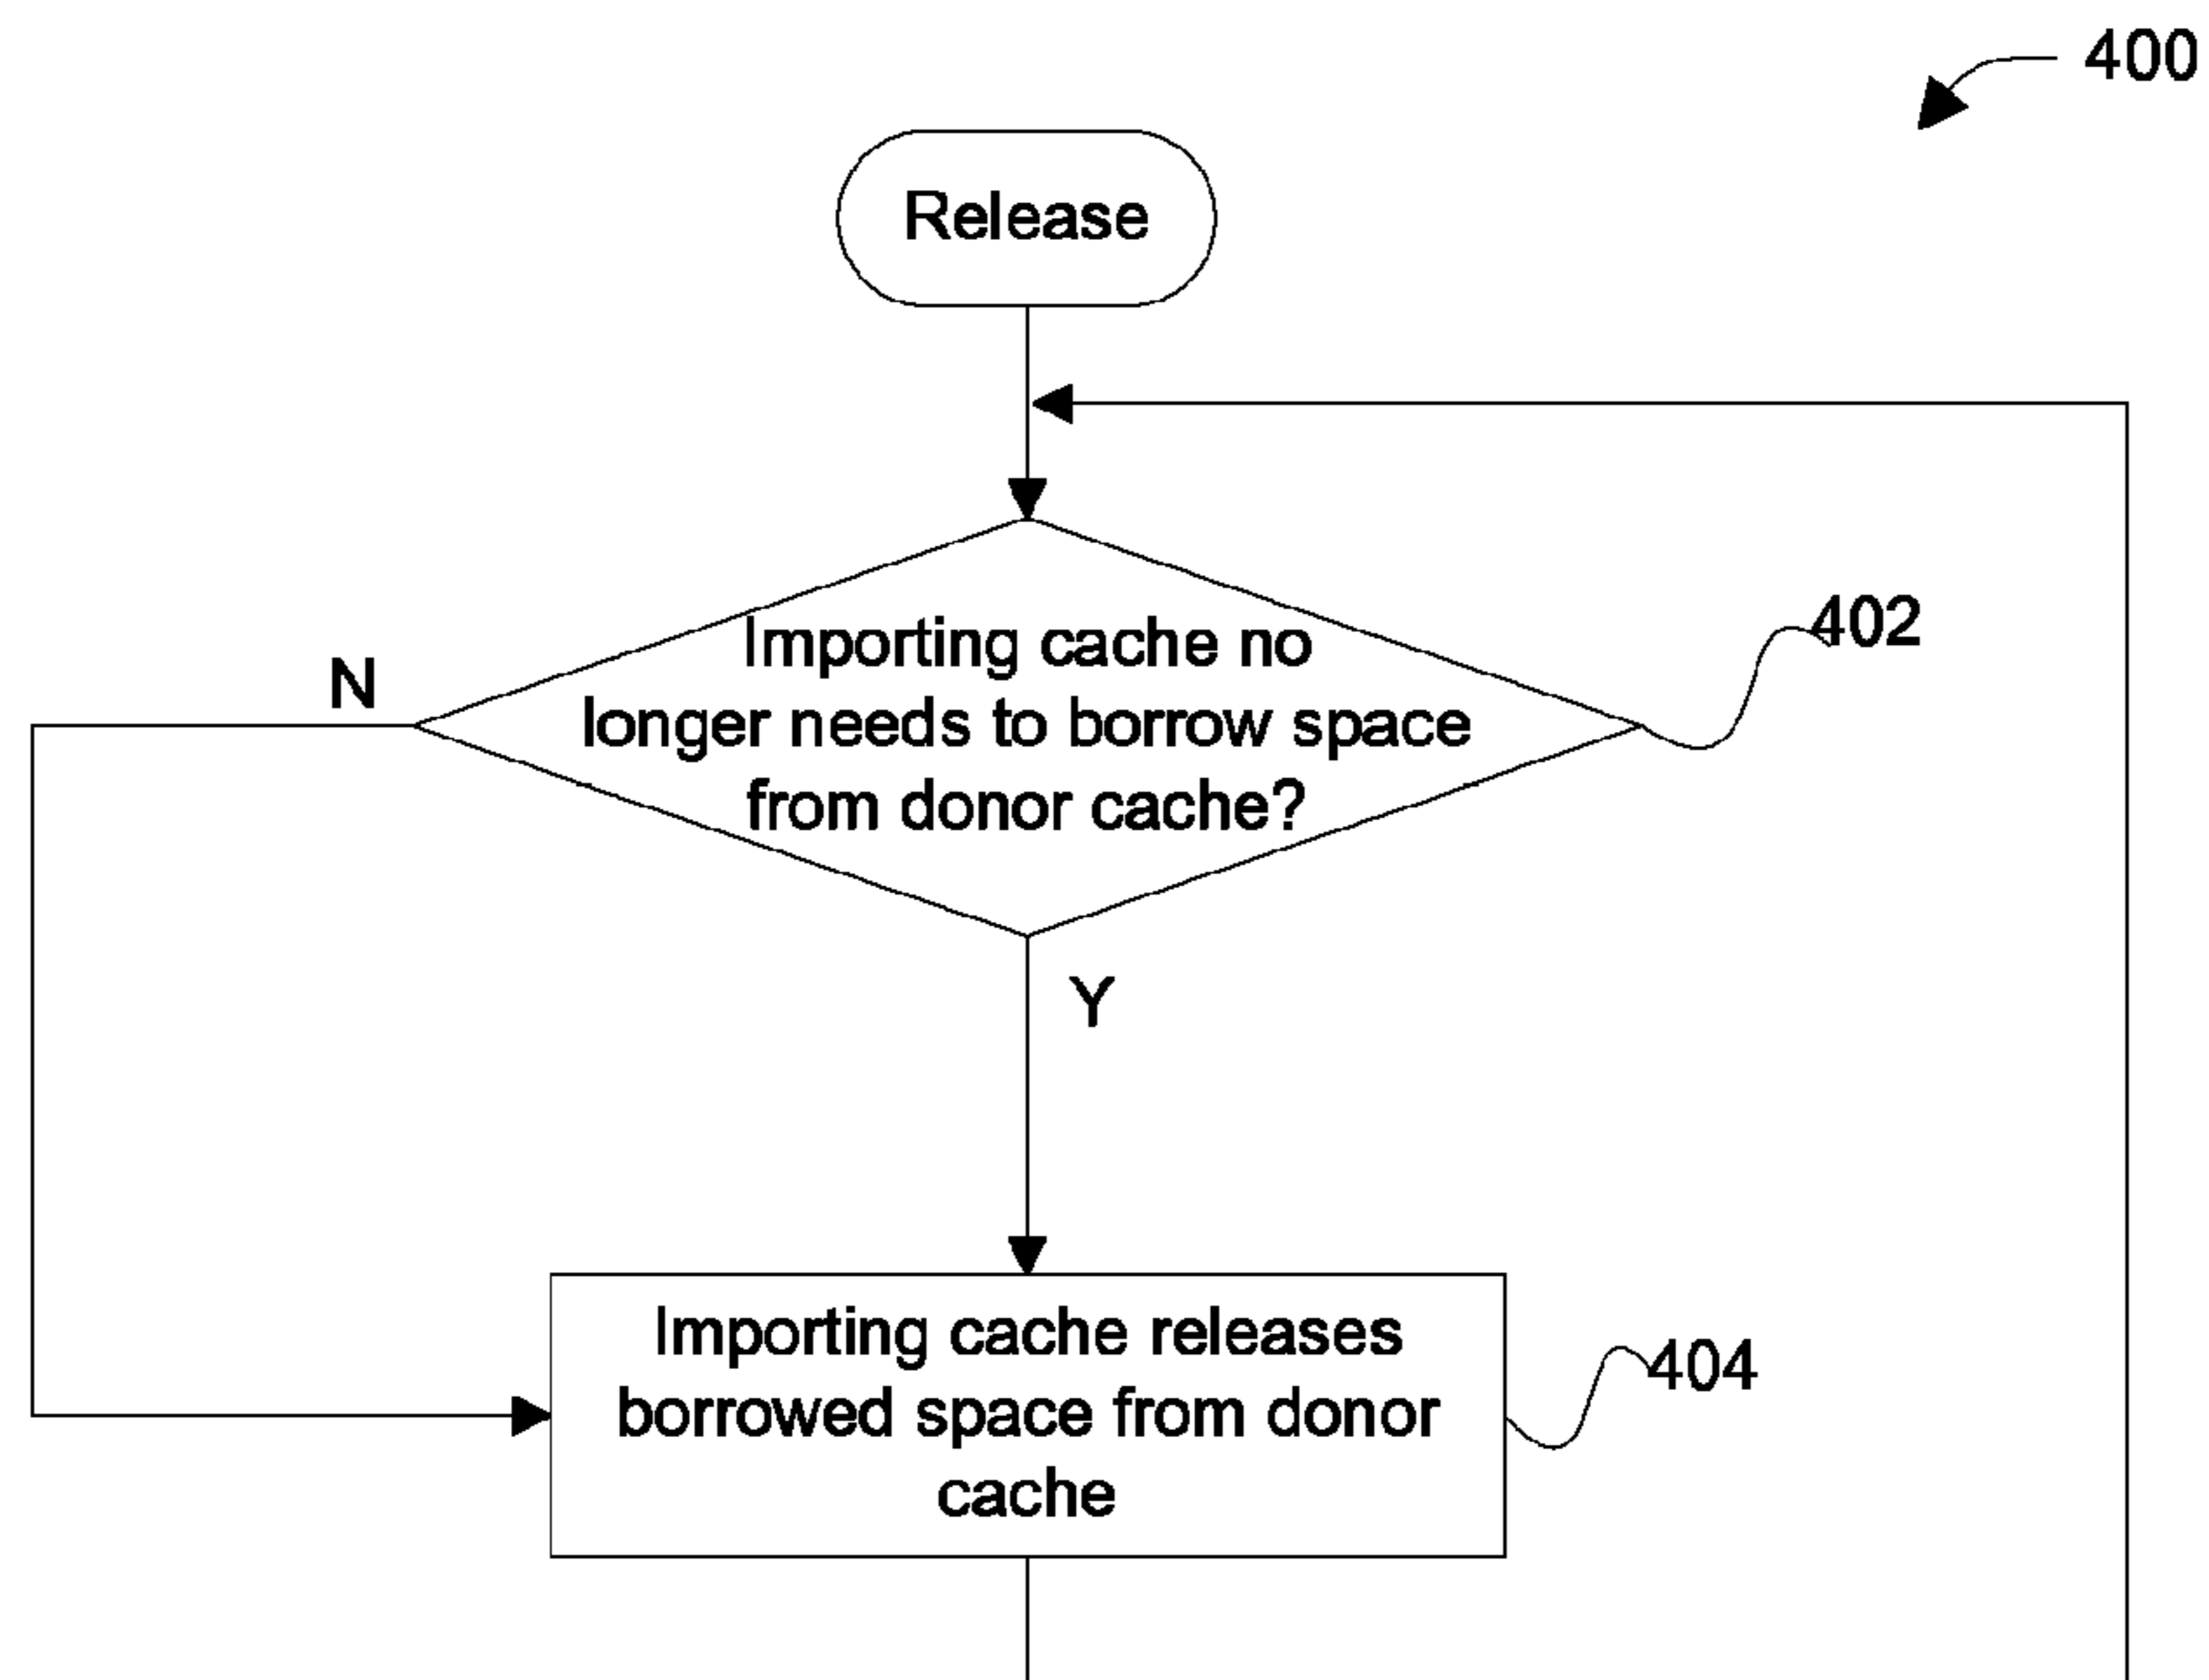 400
Release
Importing cache no
longer needs to borrow space
from donor cache?
402
N
Y
Importing cache releases
borrowed space from donor
cache
404